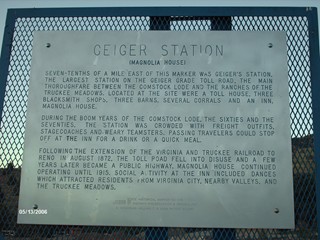 GEIGER STATION
(MAGNOLIA HOUSE)
SEVEN-TENTHS OF A MILE EAST OF THIS MARKER WAS GEIGER'S STATION,
THE LARGEST STATION ON THE GEIGER GRADE TOLL ROAD, THE MAIN
THOROUGHFARE BETWEEN THE COMSTOCK LODE AND THE RANCHES OF THE
TRUCKEE MEADOWS. LOCATED AT THE SITE WERE A TOLL HOUSE, THREE
BLACKSMITH SHOPS, THREE BARNS, SEVERAL CORRALS AND AN INN,
MAGNOLIA HOUSE.
DURING THE BOOM YEARS OF THE COMSTOCK LODE, THE SIXTIES AND THE
SEVENTIES, THE STATION WAS CROWDED WITH FREIGHT OUTFITS,
STAGECOACHES AND WEARY TEAMSTERS. PASSING TRAVELERS COULD STOP
OFF AT THE INN FOR A DRINK OR A QUICK MEAL.
FOLLOWING THE EXTENSION OF THE VIRGINIA AND TRUCKEE RAILROAD TO
RENO IN AUGUST 1872, THE TOLL ROAD FELL INTO DISUSE AND A FEW
YEARS LATER BECAME A PUBLIC HIGHWAY. MAGNOLIA HOUSE CONTINUED
OPERATING UNTIL 1915. SOCIAL ACTIVITY AT THE INN INCLUDED DANCES
WHICH ATTRACTED RESIDENTS FROM VIRGINIA CITY, NEARBY VALLEYS, AND
THE TRUCKEE MEADOWS.
05/13/2006